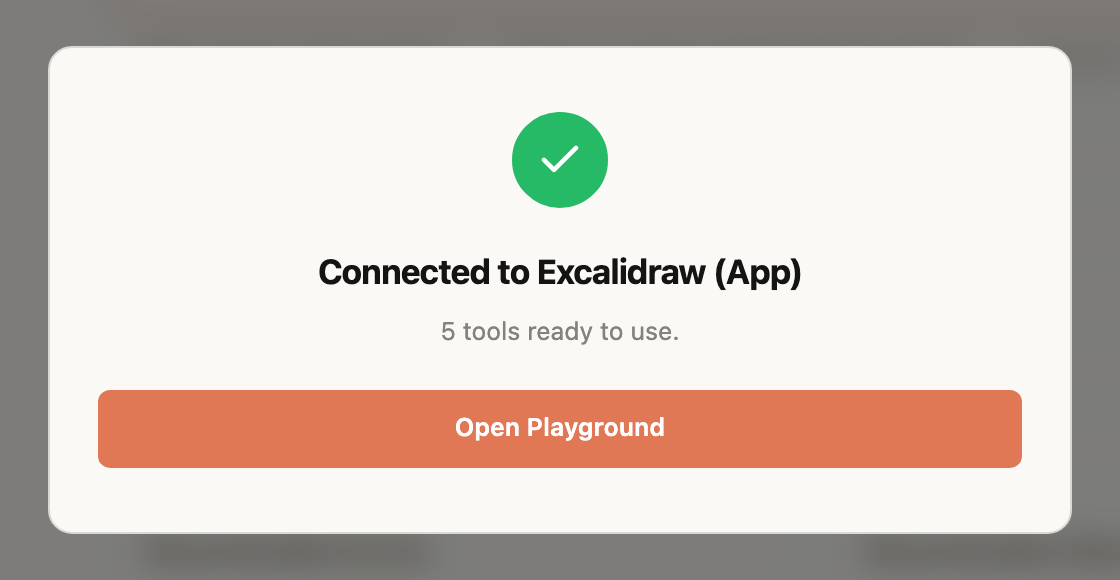 Connected to Excalidraw (App)
5 tools ready to use.
Open Playground